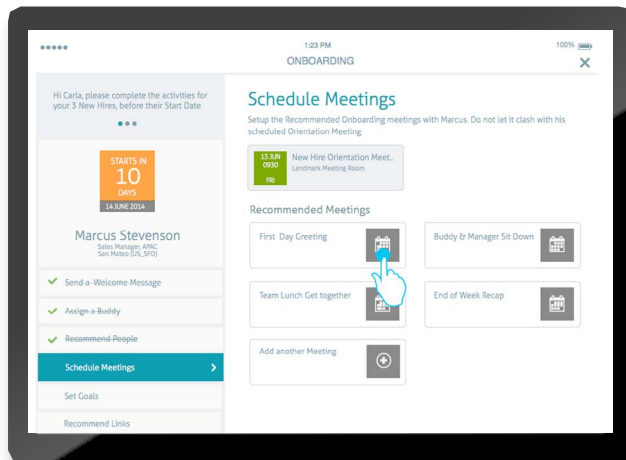 1:23 PM
100%
ONBOARDING
Hi Carla, please complete the activities for
your 3 New Hires, before their Start Date
STARTS IN
10
DAYS
14 JUNE 2014
Marcus Stevenson
Sales Manager, APAC
San Mateo (US_SFO)
Send a Welcome Message
Assign a Buddy
Recommend People
Schedule Meetings
Set Goals
Recommend Links
Schedule Meetings
Setup the Recommended Onboarding meetings with Marcus. Do not let it clash with his
scheduled Orientation Meeting
15 JUN
0930
FRI
New Hire Orientation Meet..
Landmark Meeting Room
Recommended Meetings
First Day Greeting
Buddy & Manager Sit Down
Team Lunch Get together
End of Week Recap
Add another Meeting